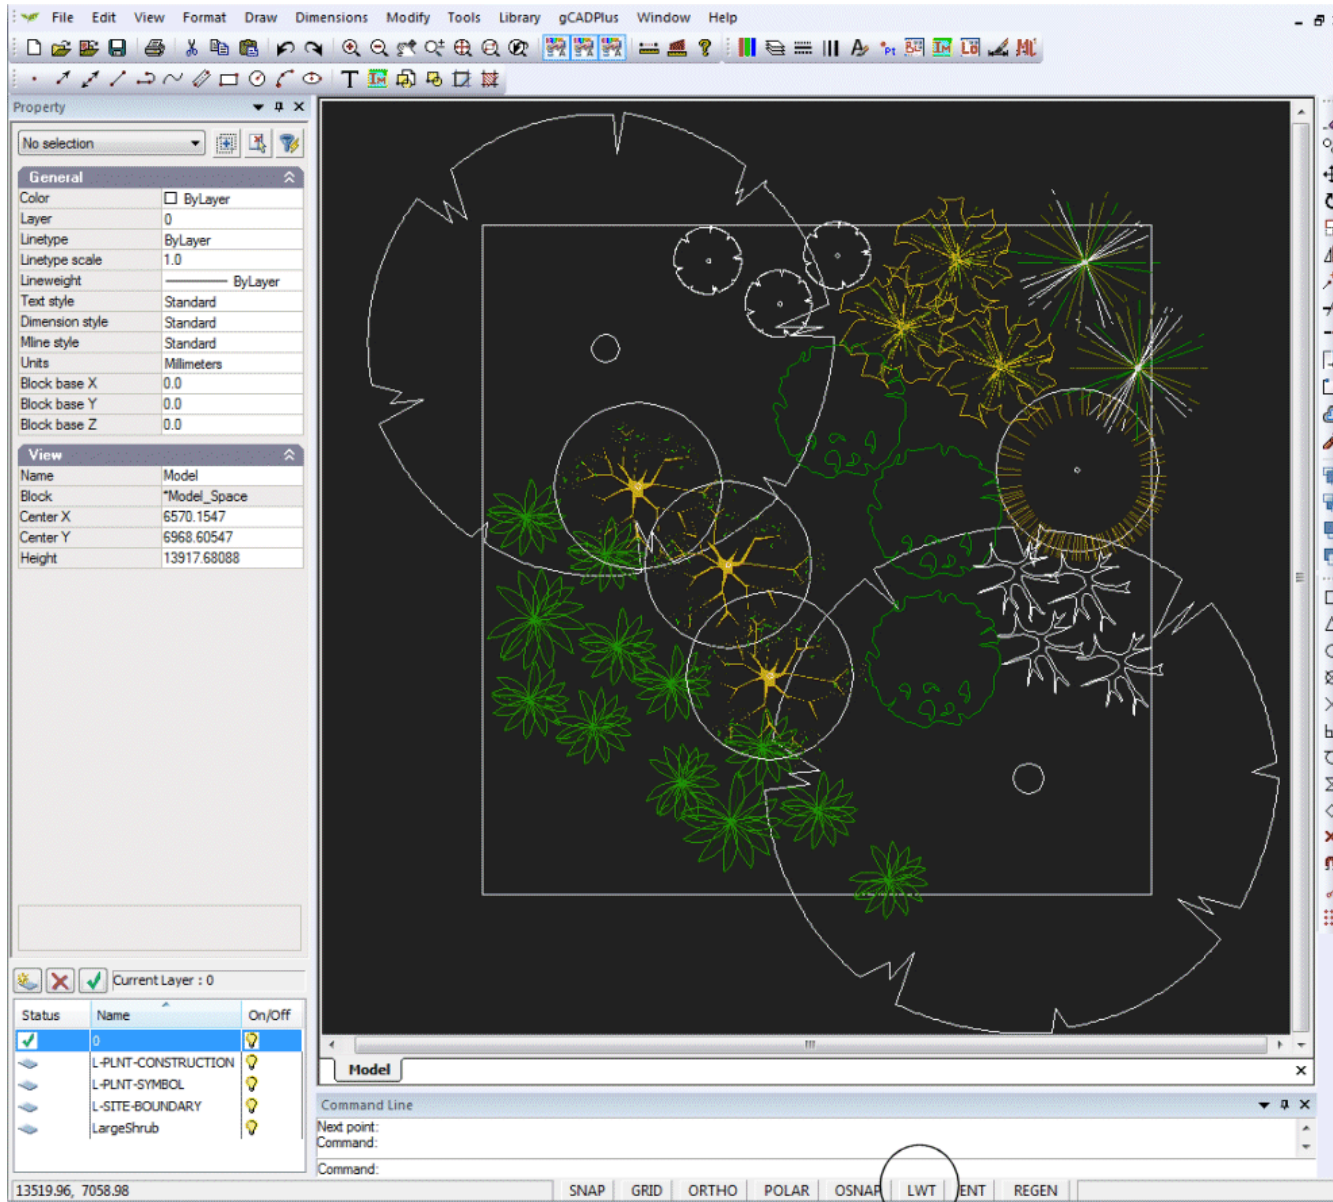 File Edit View Format Draw Dimensions Modify Tools Library gCADPlus Window Help
Property
No selection
General
Color ByLayer
Layer 0
Linetype ByLayer
Linetype scale 1.0
Lineweight ByLayer
Text style Standard
Dimension style Standard
Mline style Standard
Units Millimeters
Block base X 0.0
Block base Y 0.0
Block base Z 0.0
View
Name Model
Block *Model_Space
Center X 6570.1547
Center Y 6968.60547
Height 13917.68088
Current Layer : 0
Status Name On/Off
0
L-PLNT-CONSTRUCTION
L-PLNT-SYMBOL
L-SITE-BOUNDARY
LargeShrub
Model
Command Line
Next point:
Command:
Command:
13519.96, 7058.98 SNAP GRID ORTHO POLAR OSNAP LWT ENT REGEN